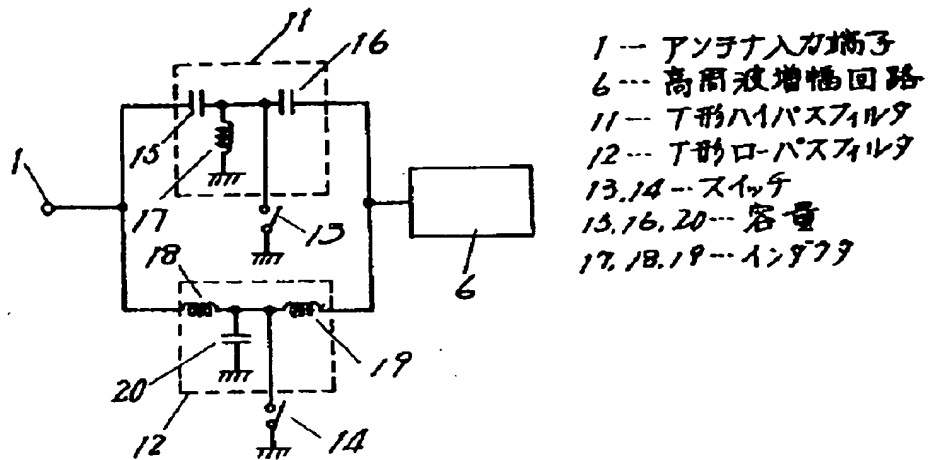 1 … アンテナ入力端子
6 … 高周波増幅回路
11 … T形ハイパスフィルタ
12 … T形ローパスフィルタ
13.14 … スイッチ
15.16.20 … 容量
17.18.19 … インダクタ
11
16
15
17
1
13
18
6
19
20
12
14